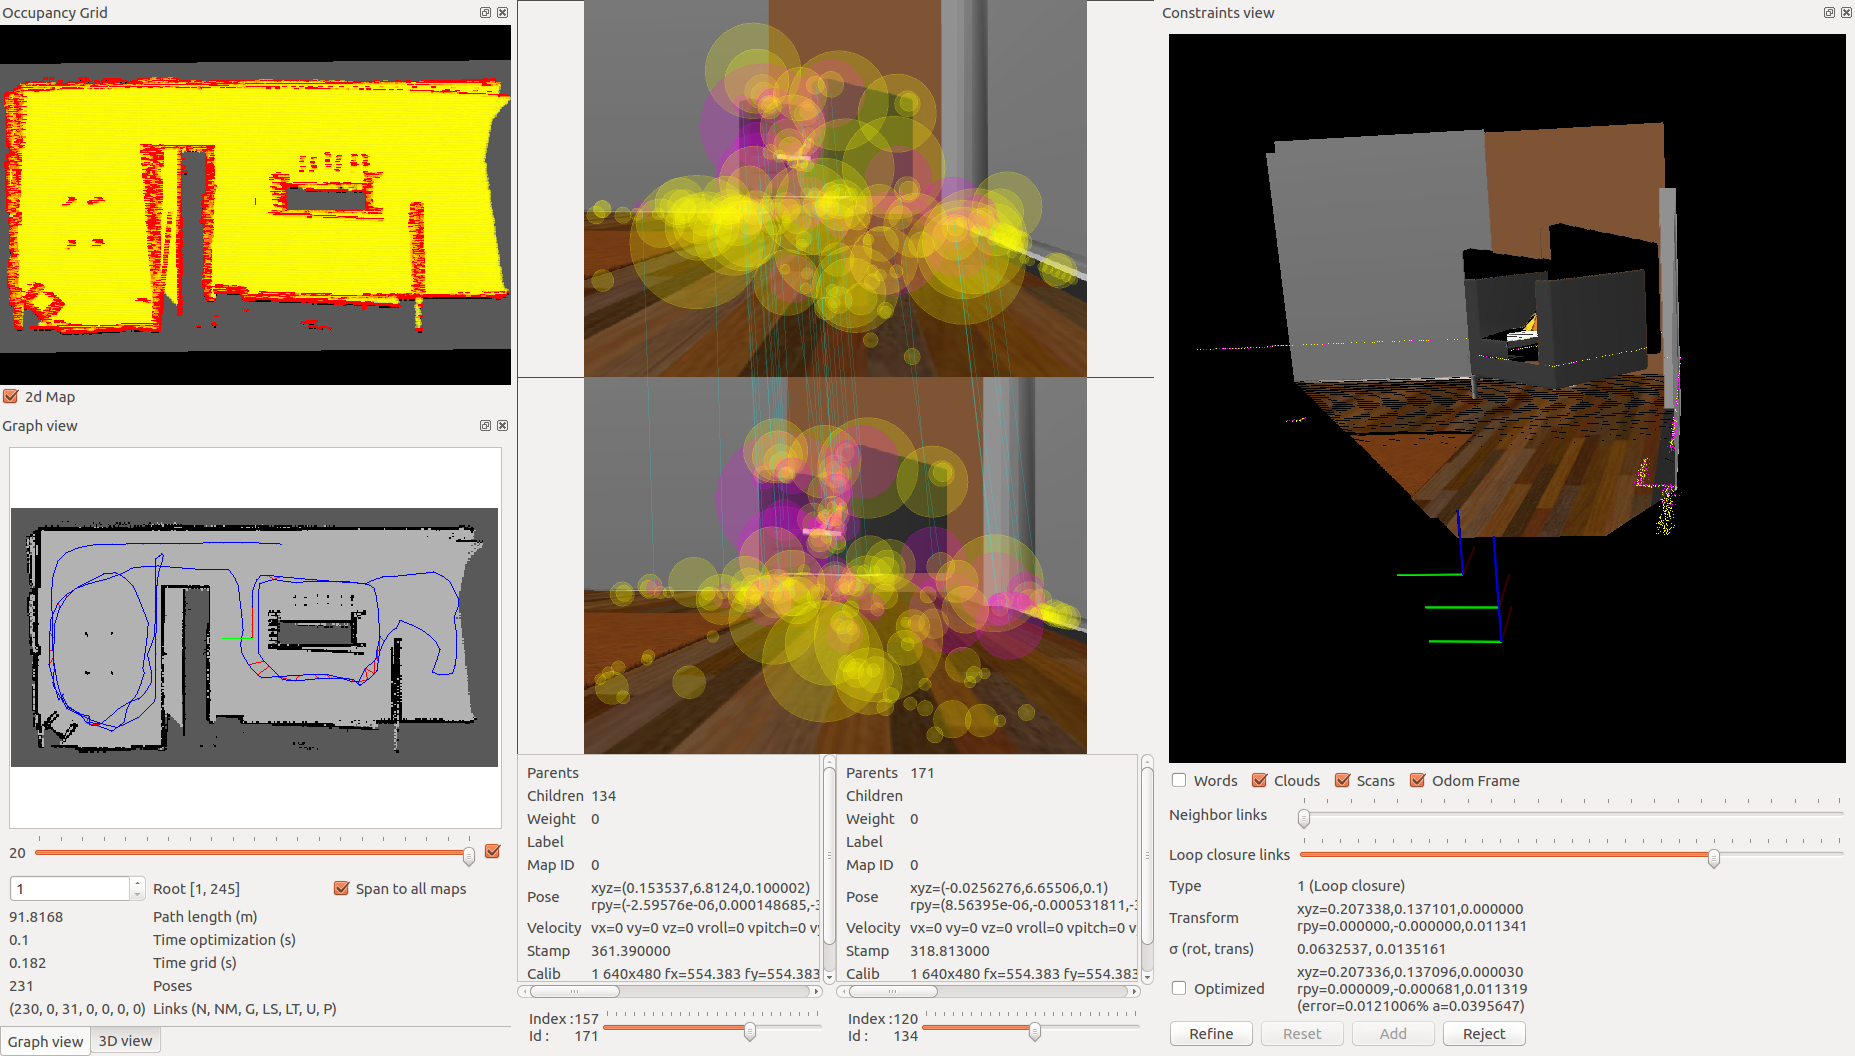 Occupancy Grid
2d Map
Graph view
20
1
Root [1, 245]
Span to all maps
91.8168 Path length (m)
0.1 Time optimization (s)
0.182 Time grid (s)
231 Poses
(230, 0, 31, 0, 0, 0, 0) Links (N, NM, G, LS, LT, U, P)
Graph view
3D view
Parents
Children 134
Weight 0
Label
Map ID 0
Pose xyz=(0.153537,6.8124,0.100002)
rpy=(-2.59576e-06,0.000148685,-3
Velocity vx=0 vy=0 vz=0 vroll=0 vpitch=0 vy
Stamp 361.390000
Calib 1 640x480 fx=554.383 fy=554.383
Index :157
Id : 171
Parents 171
Children
Weight 0
Label
Map ID 0
Pose xyz=(-0.0256276,6.65506,0.1)
rpy=(8.56395e-06,-0.000531811,-3
Velocity vx=0 vy=0 vz=0 vroll=0 vpitch=0 vy
Stamp 318.813000
Calib 1 640x480 fx=554.383 fy=554.383
Index :120
Id : 134
Constraints view
Words Clouds Scans Odom Frame
Neighbor links
Loop closure links
Type 1 (Loop closure)
Transform xyz=0.207338,0.137101,0.000000
rpy=0.000000,-0.000000,0.011341
σ (rot, trans) 0.0632537, 0.0135161
Optimized xyz=0.207336,0.137096,0.000030
rpy=0.000009,-0.000681,0.011319
(error=0.0121006% a=0.0395647)
Refine Reset Add Reject